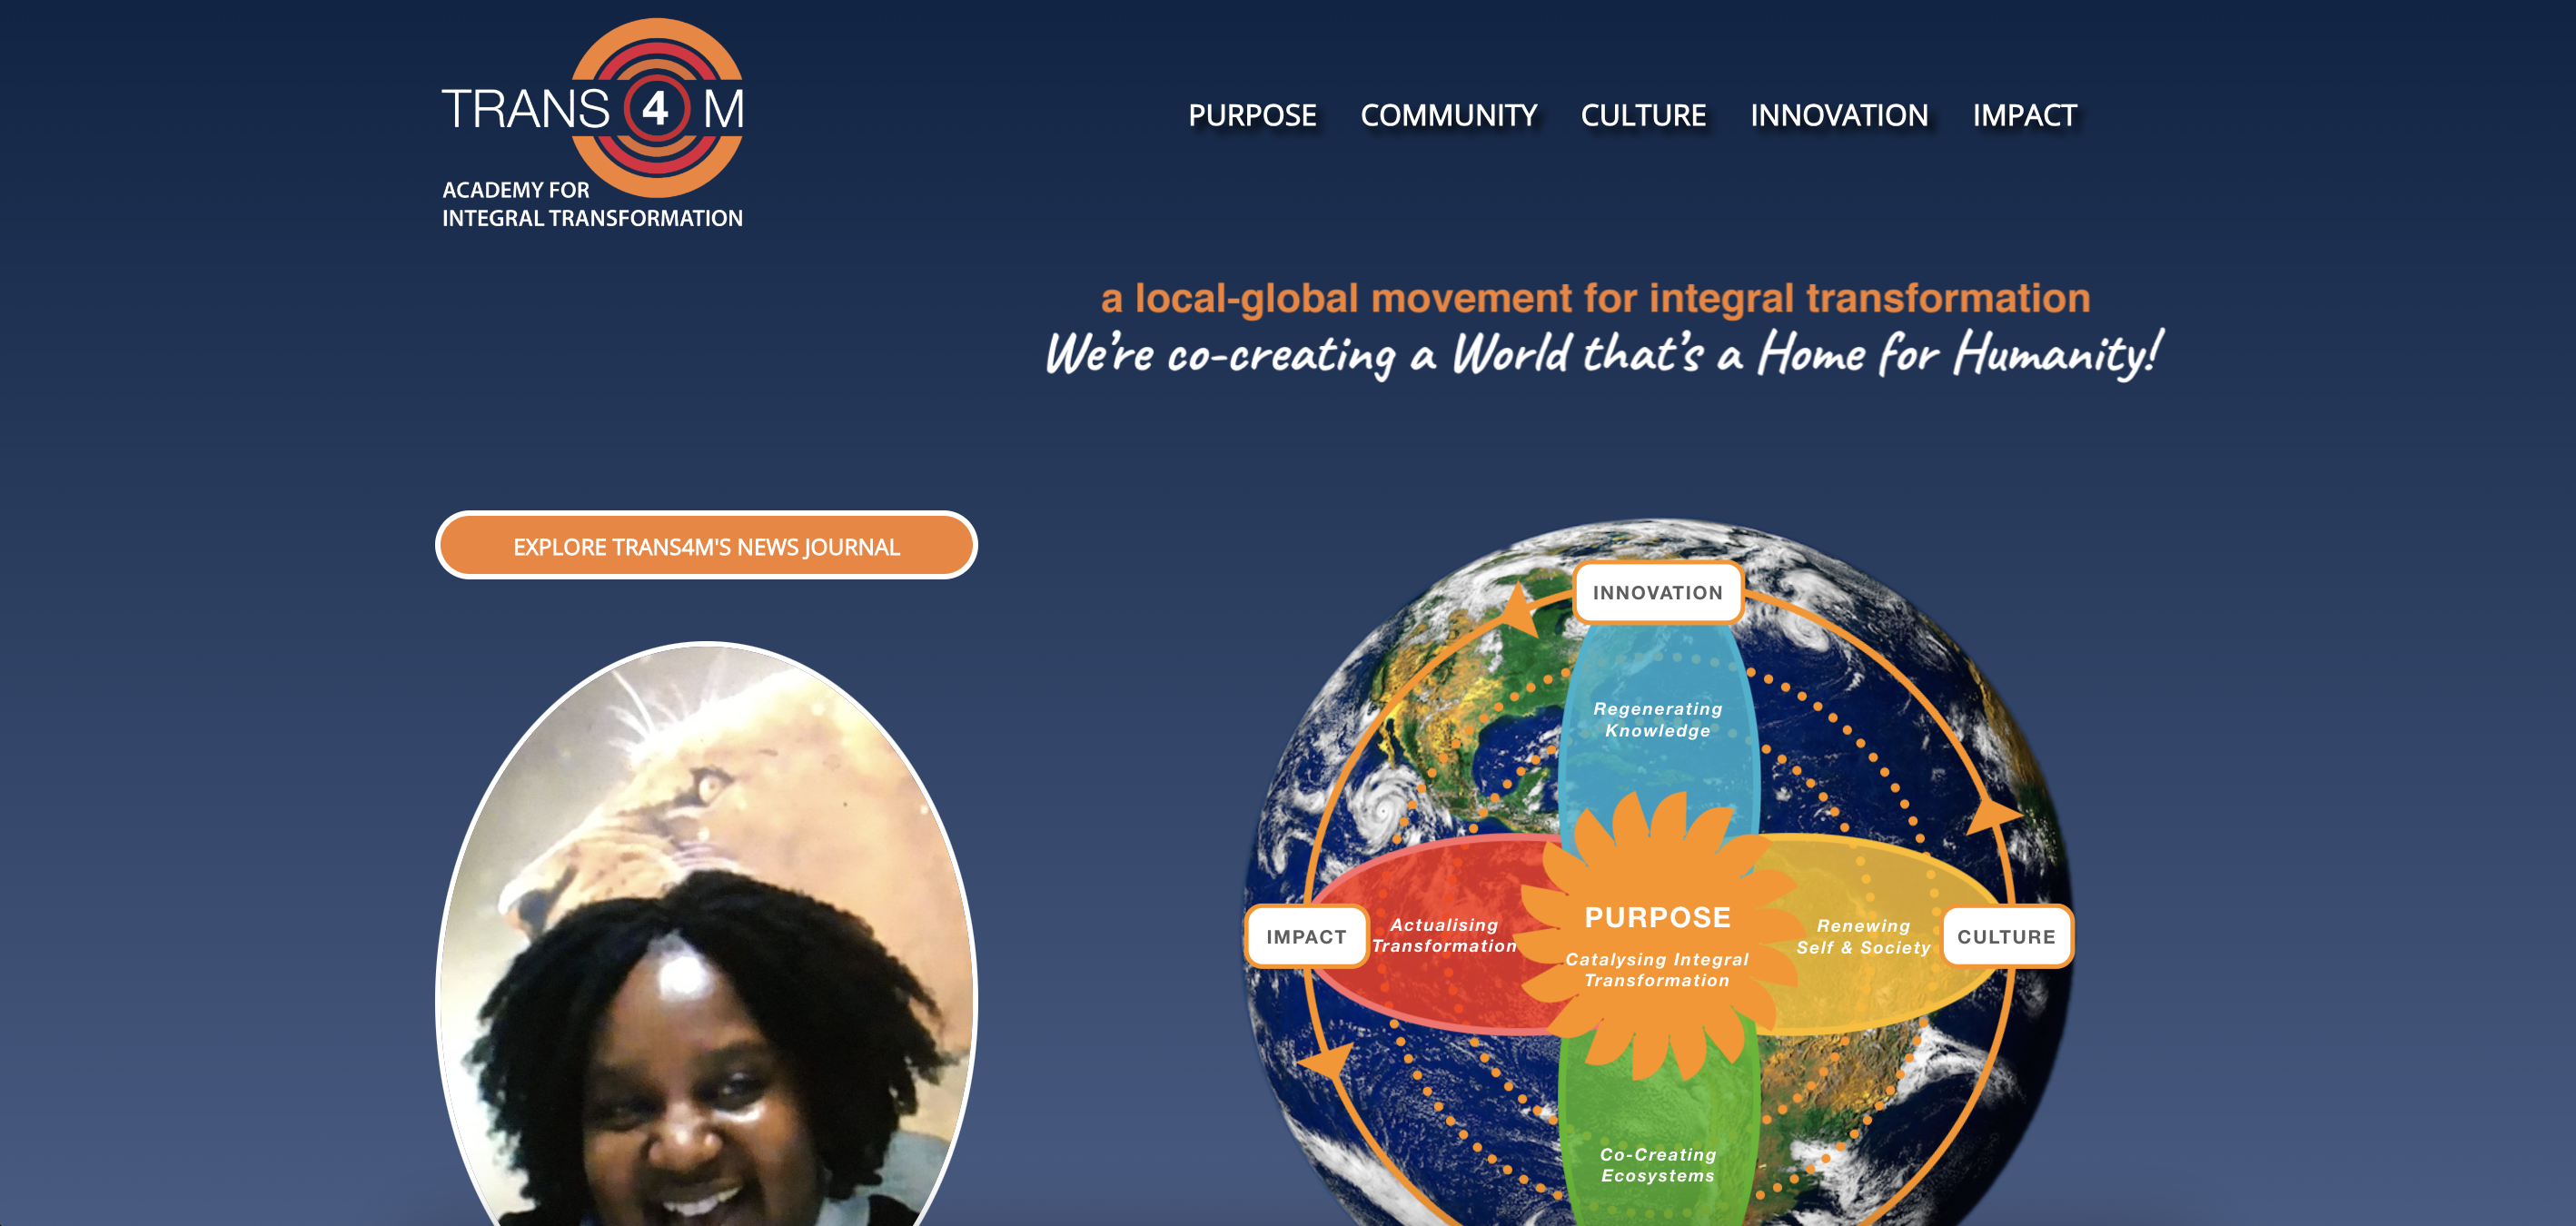 TRANS 4 M
ACADEMY FOR
INTEGRAL TRANSFORMATION
PURPOSE COMMUNITY CULTURE INNOVATION IMPACT
a local-global movement for integral transformation
We're co-creating a World that's a Home for Humanity!
EXPLORE TRANS4M'S NEWS JOURNAL
INNOVATION
Regenerating
Knowledge
IMPACT
Actualising
Transformation
PURPOSE
Catalysing Integral
Transformation
Renewing
Self & Society
CULTURE
Co-Creating
Ecosystems